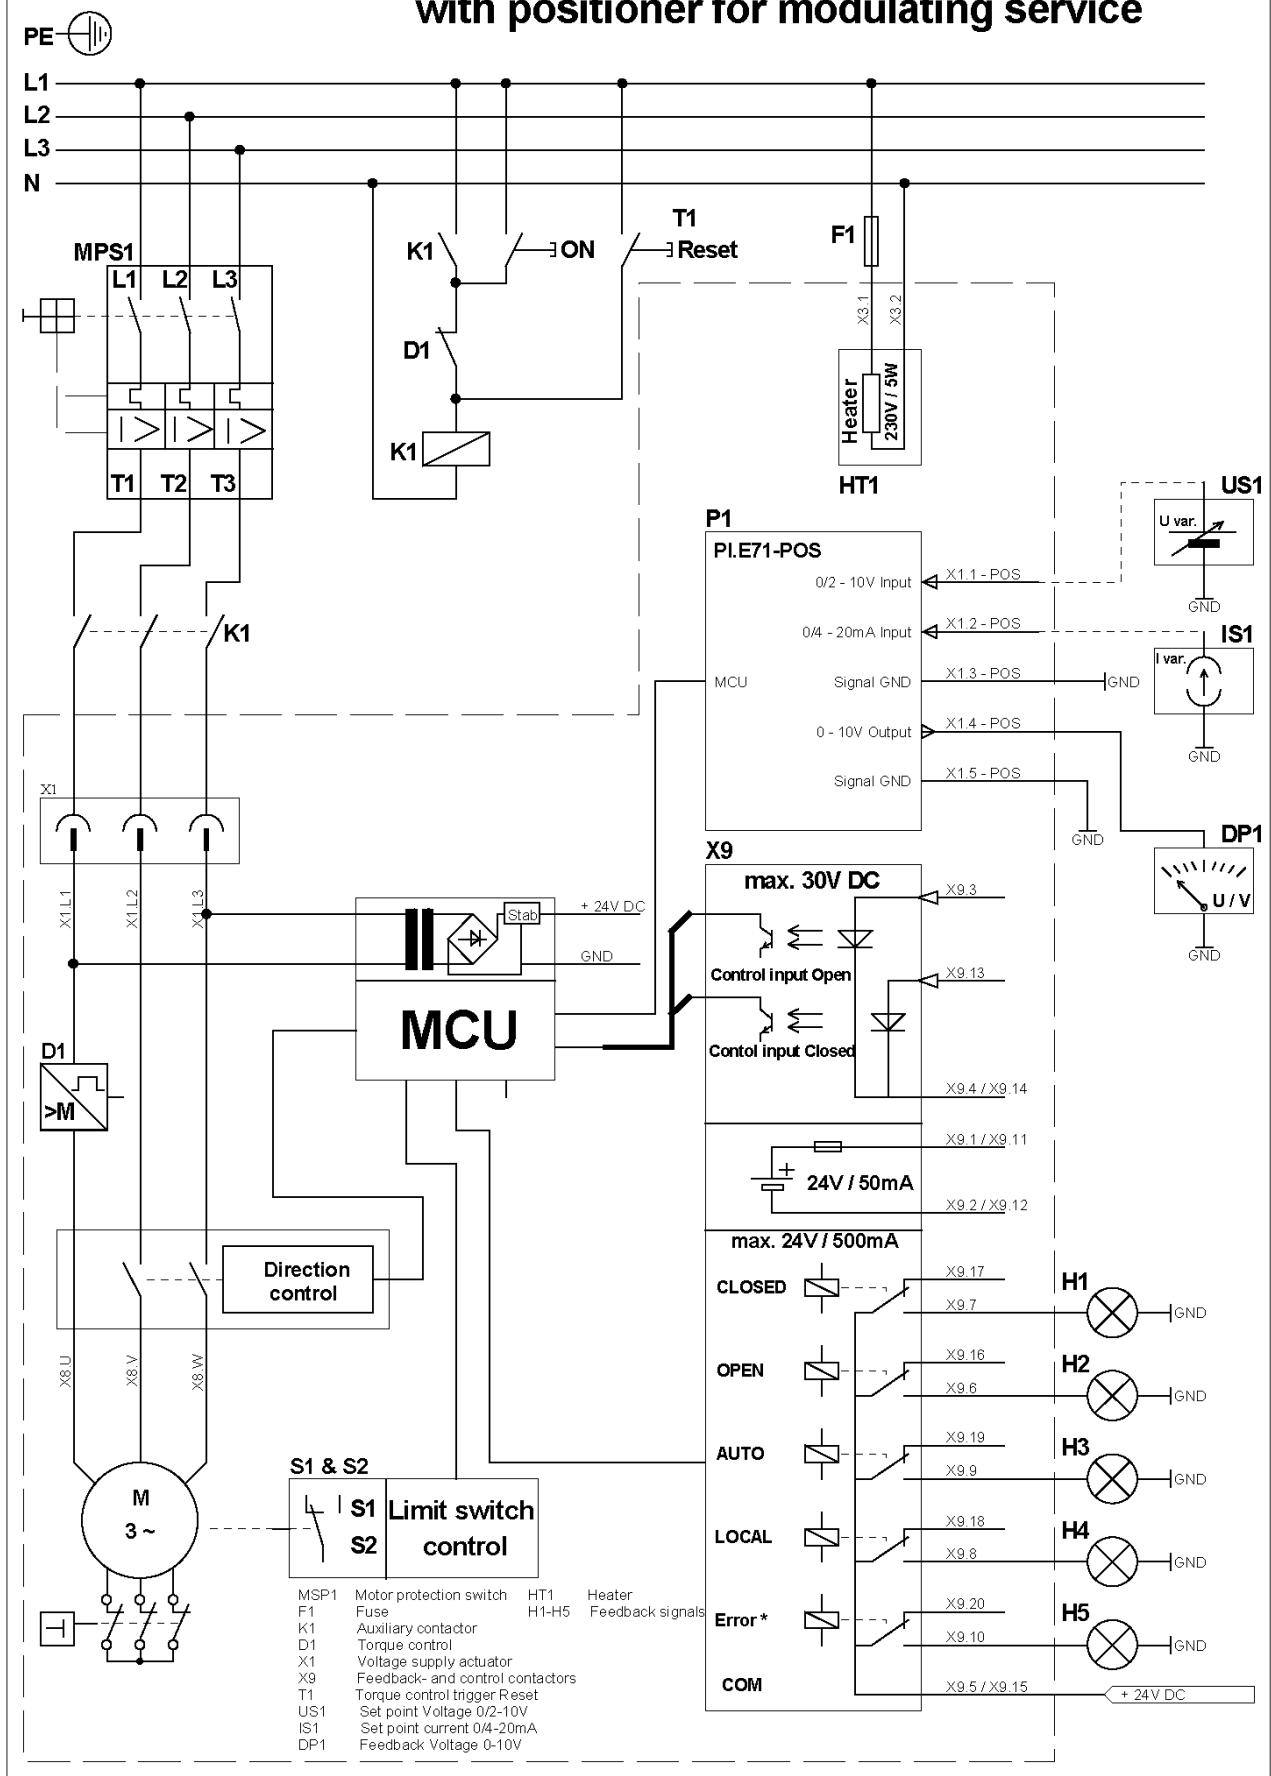 with positioner for modulating service
PE
L1
L2
L3
N
MPS1
L1 L2 L3
T1 T2 T3
K1
ON
T1
Reset
D1
K1
F1
X3.1
X3.2
Heater
230V / 5W
HT1
K1
P1
PI.E71-POS
0/2 - 10V Input
X1.1 - POS
0/4 - 20mA Input
X1.2 - POS
MCU
Signal GND
X1.3 - POS
GND
0 - 10V Output
X1.4 - POS
Signal GND
X1.5 - POS
GND
US1
U var.
GND
IS1
I var.
GND
DP1
U / V
GND
X1
X1.L1
X1.L2
X1.L3
Stab
+ 24V DC
GND
MCU
D1
>M
Direction
control
X8.U
X8.V
X8.W
M
3 ~
S1 & S2
S1
S2
Limit switch
control
X9
max. 30V DC
X9.3
Control input Open
X9.13
Contol input Closed
X9.4 / X9.14
X9.1 / X9.11
+
24V / 50mA
X9.2 / X9.12
max. 24V / 500mA
CLOSED
X9.17
X9.7
H1
GND
OPEN
X9.16
X9.6
H2
GND
AUTO
X9.19
X9.9
H3
GND
LOCAL
X9.18
X9.8
H4
GND
Error *
X9.20
X9.10
H5
GND
COM
X9.5 / X9.15
+ 24V DC
MSP1 Motor protection switch HT1 Heater
F1 Fuse H1-H5 Feedback signals
K1 Auxiliary contactor
D1 Torque control
X1 Voltage supply actuator
X9 Feedback- and control contactors
T1 Torque control trigger Reset
US1 Set point Voltage 0/2-10V
IS1 Set point current 0/4-20mA
DP1 Feedback Voltage 0-10V